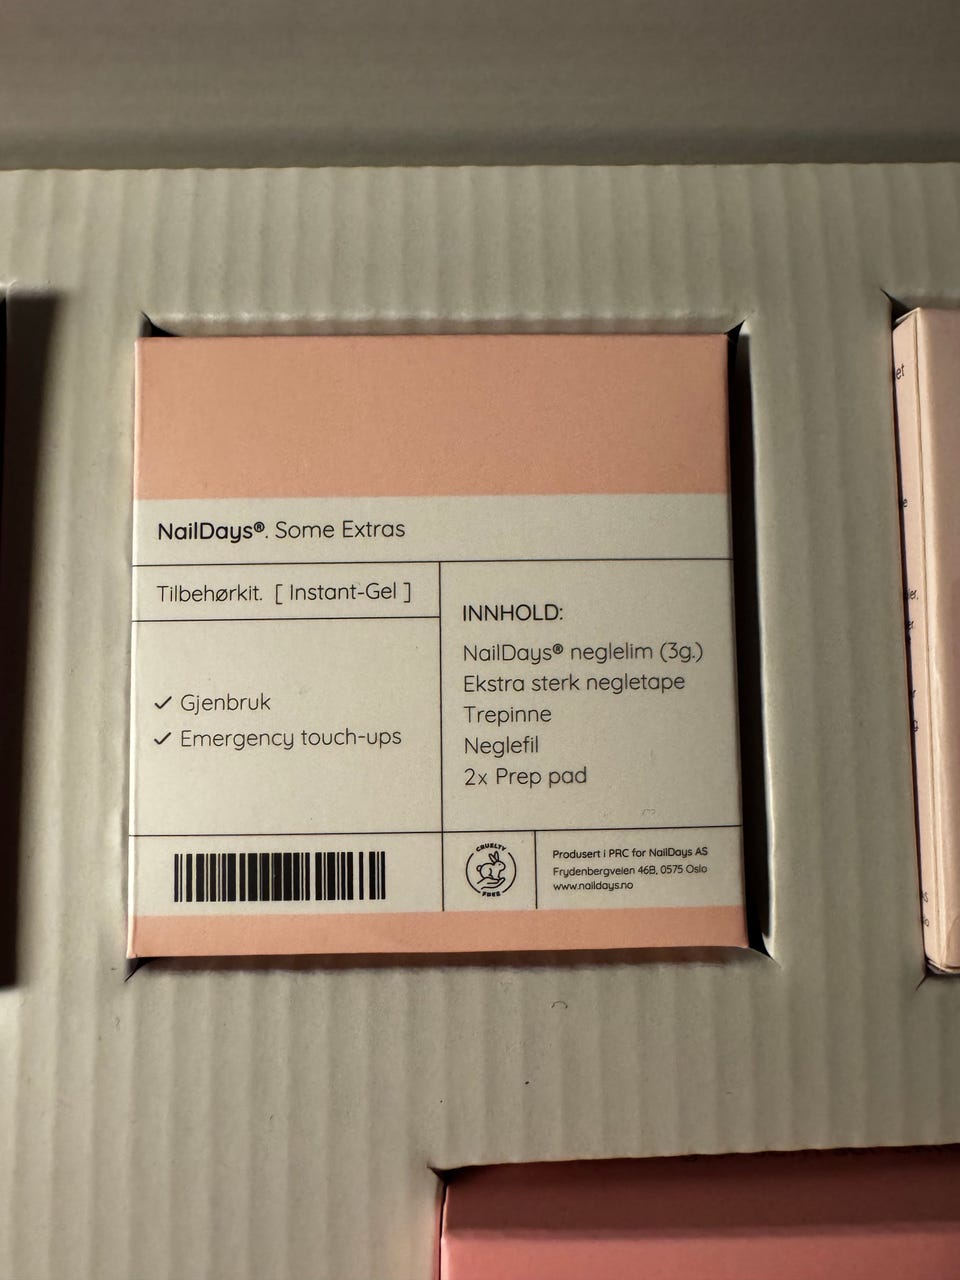 NailDays®. Some Extras
Tilbehørkit. [ Instant-Gel ]
✓ Gjenbruk
✓ Emergency touch-ups
INNHOLD:
NailDays® neglelim (3g.)
Ekstra sterk negletape
Trepinne
Neglefil
2x Prep pad
CRUELTY
FREE
Produsert i PRC for NailDays AS
Frydenbergveien 46B, 0575 Oslo
www.naildays.no
et